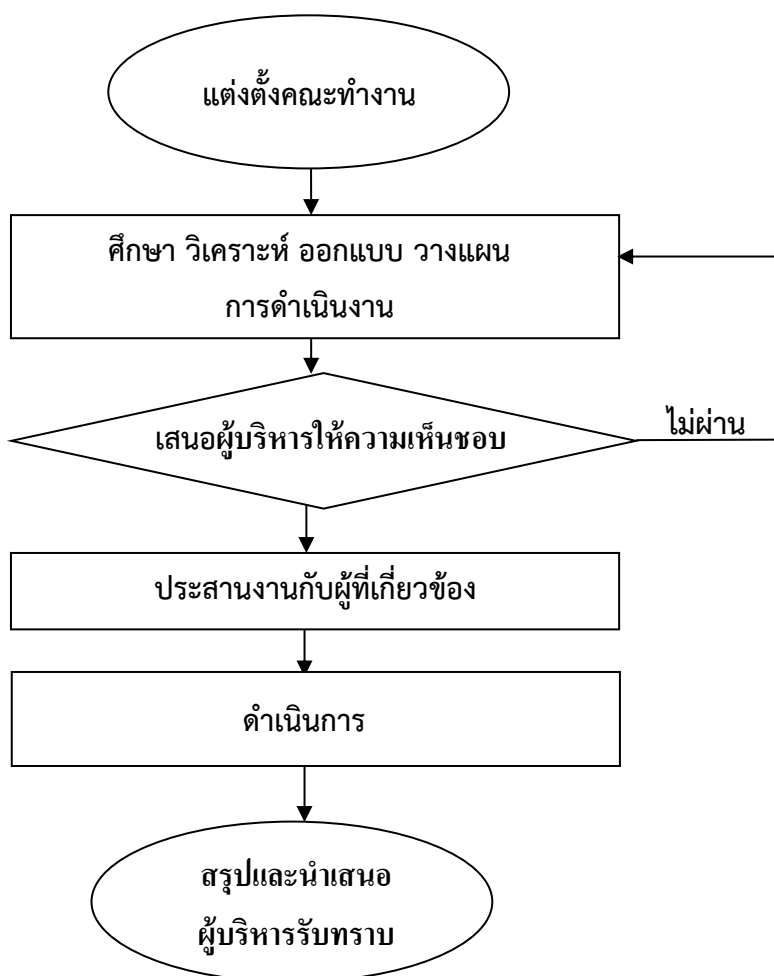 แต่งตั้งคณะทำงาน
ศึกษา วิเคราะห์ ออกแบบ วางแผน
การดำเนินงาน
เสนอผู้บริหารให้ความเห็นชอบ
ไม่ผ่าน
ประสานงานกับผู้ที่เกี่ยวข้อง
ดำเนินการ
สรุปและนำเสนอ
ผู้บริหารรับทราบ